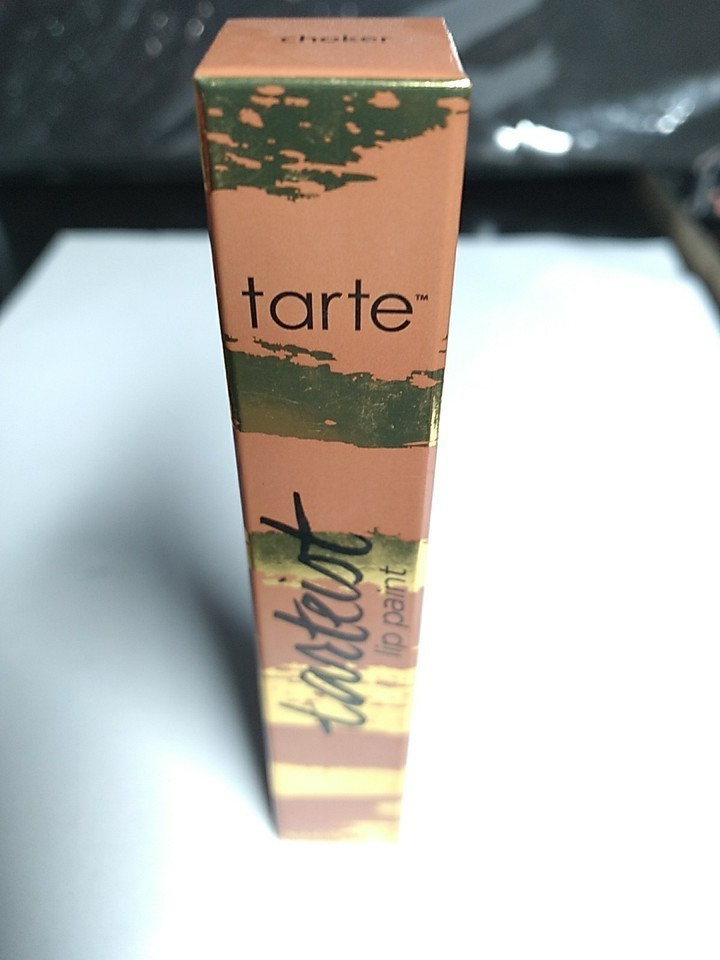 choker
tarte™
tarteist
lip paint